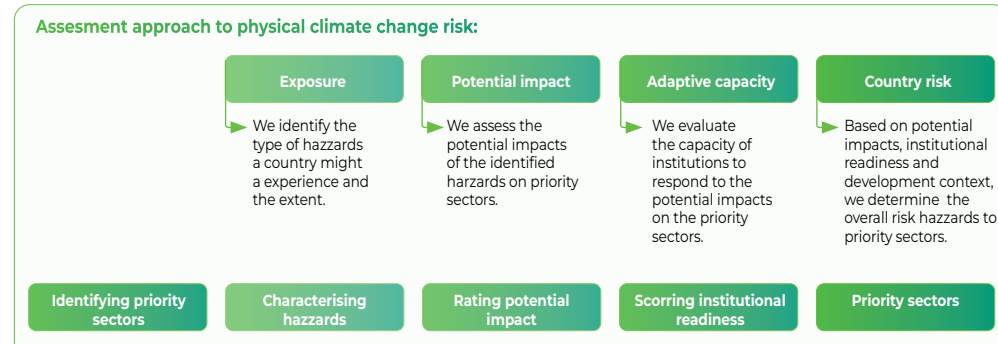 Assesment approach to physical climate change risk:
Exposure
We identify the
type of hazzards
a country might
a experience and
the extent.
Potential impact
We assess the
potential impacts
of the identified
harzards on priority
sectors.
Adaptive capacity
We evaluate
the capacity of
institutions to
respond to the
potential impacts
on the priority
sectors.
Country risk
Based on potential
impacts, institutional
readiness and
development context,
we determine the
overall risk hazzards to
priority sectors.
Identifying priority
sectors
Characterising
hazzards
Rating potential
impact
Scorring institutional
readiness
Priority sectors